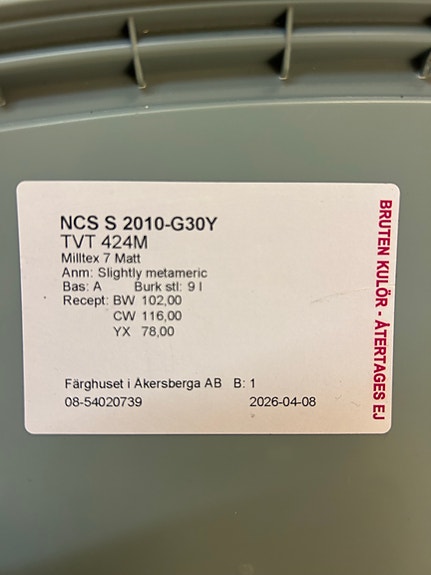 NCS S 2010-G30Y
TVT 424M
Milltex 7 Matt
Anm: Slightly metameric
Bas: A Burk stl: 9 l
Recept: BW 102,00
CW 116,00
YX 78,00
Färghuset i Åkersberga AB B: 1
08-54020739 2026-04-08
BRUTEN KULÖR - ÅTERTAGES EJ